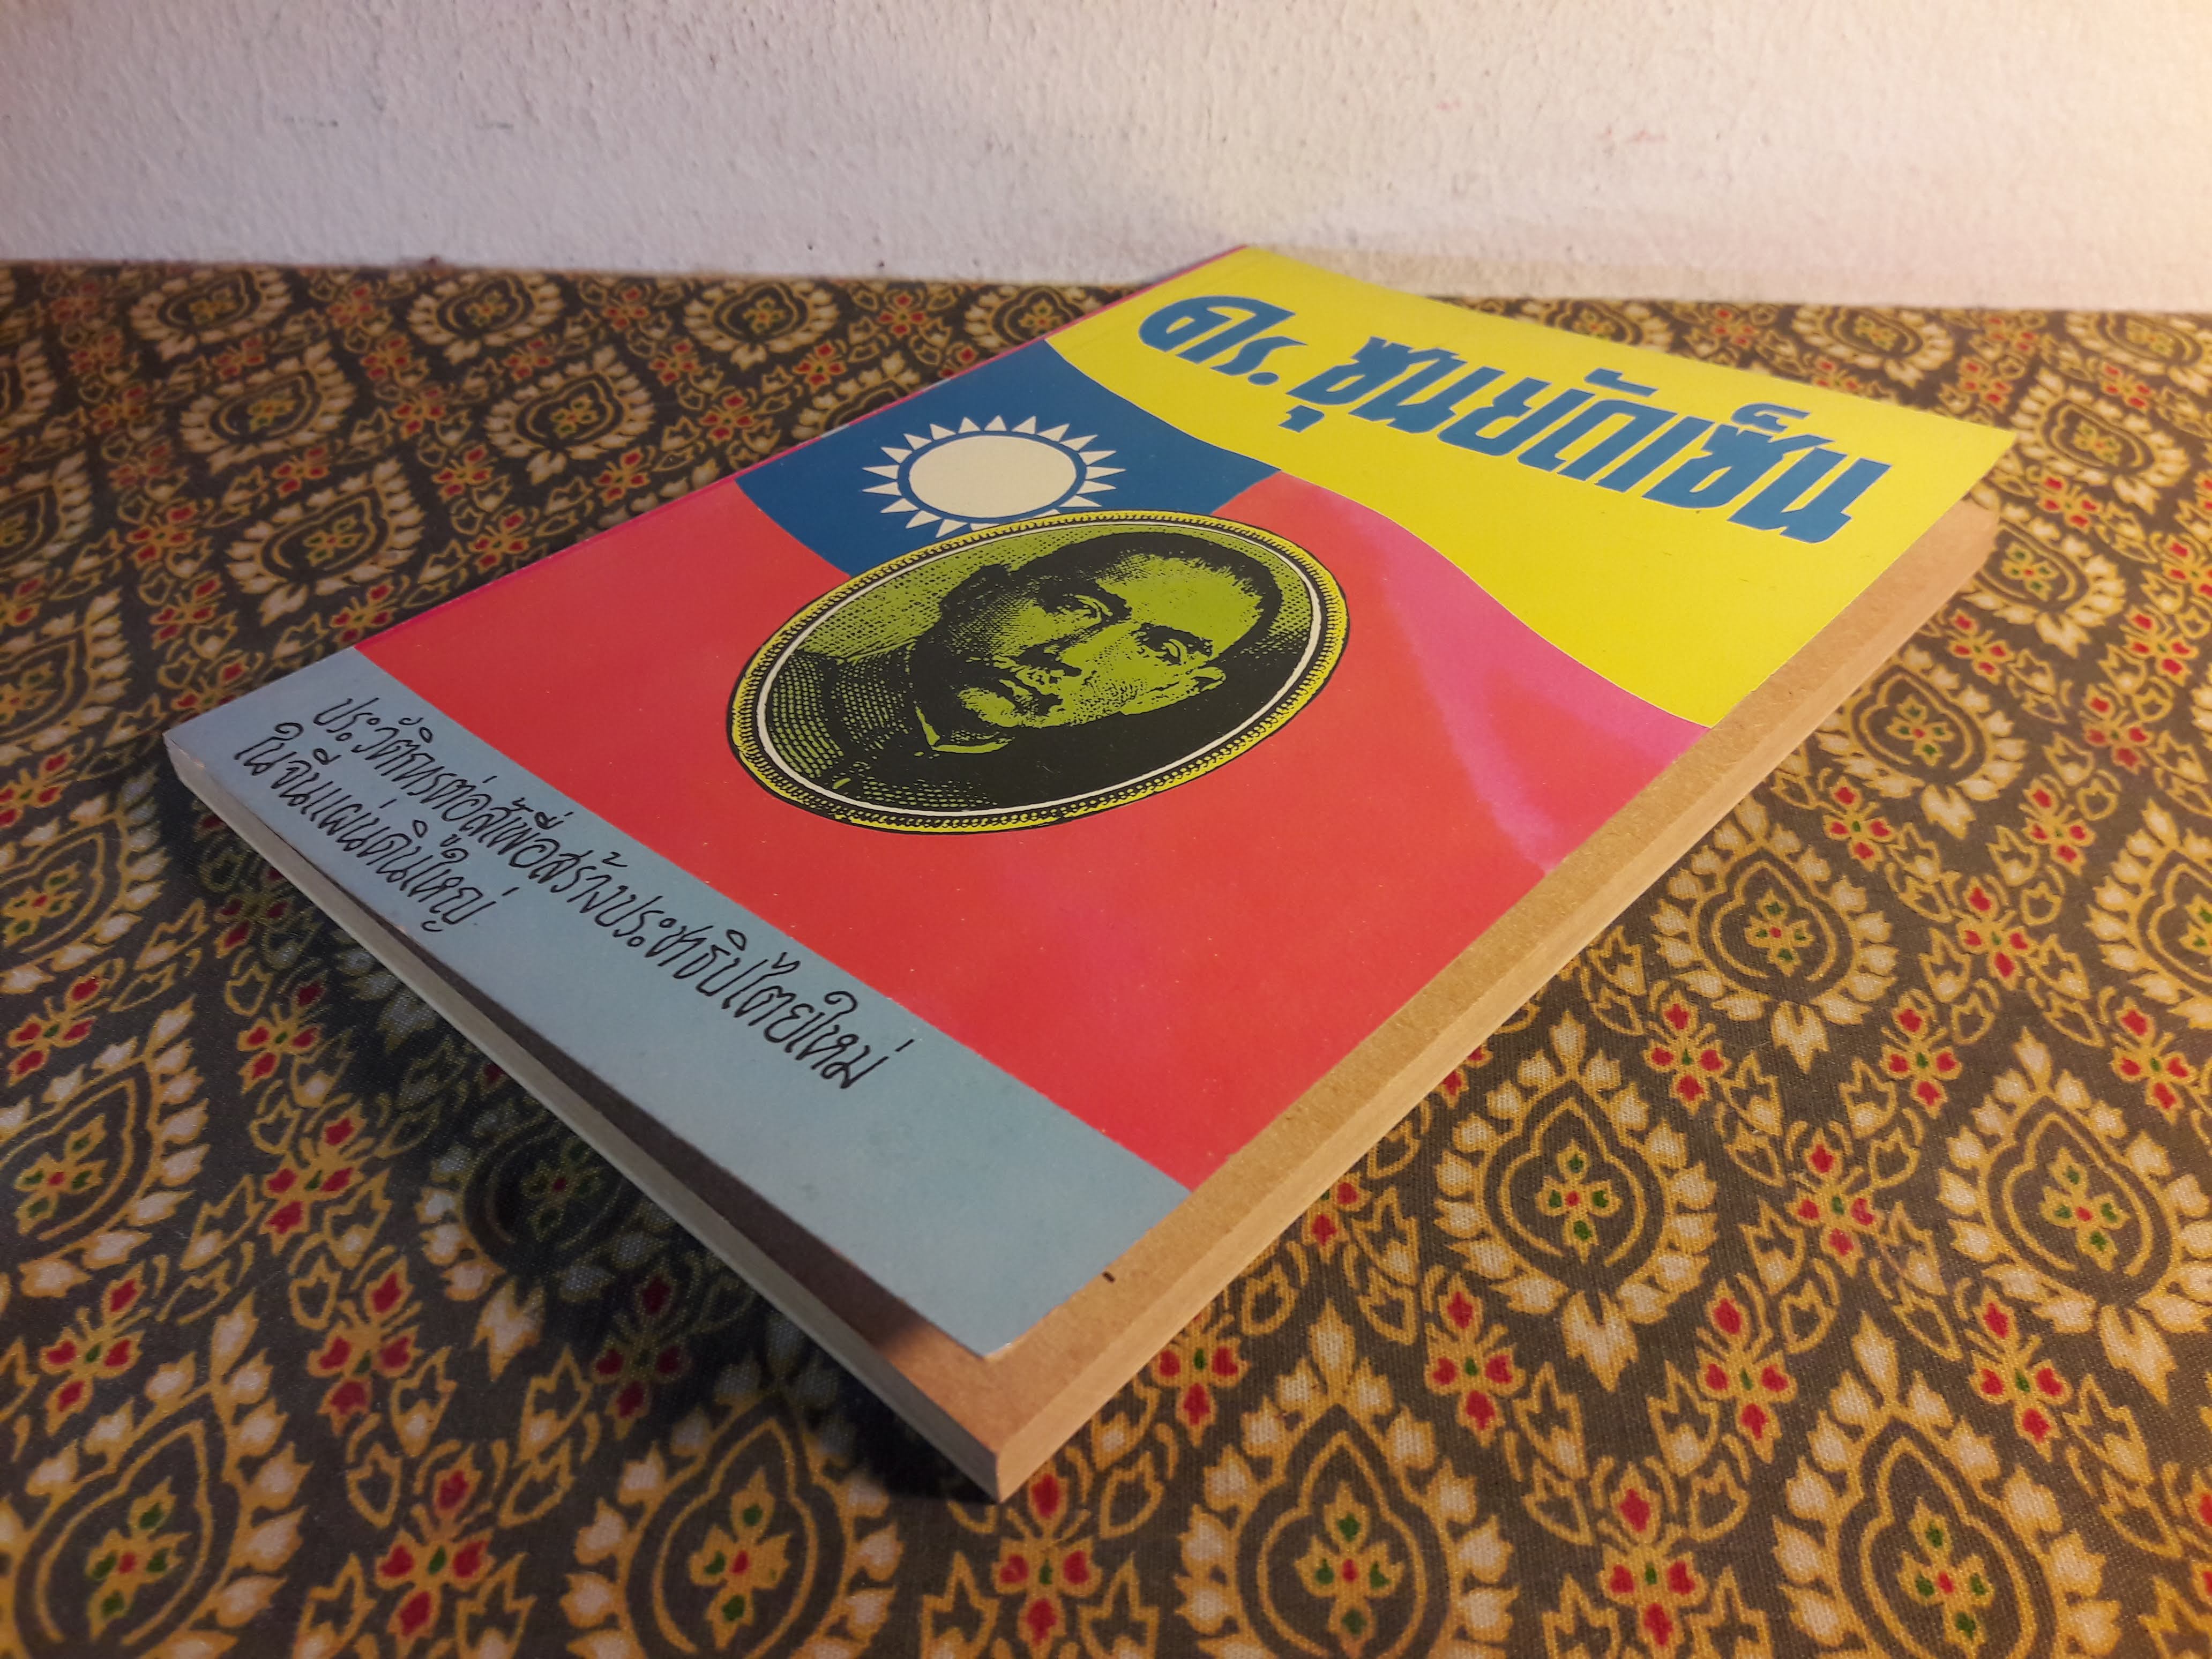 ดร. ซุนยัดเซ็น
ประวัติการต่อสู้เพื่อสร้างประชาธิปไตยใหม่
ในจีนแผ่นดินใหญ่